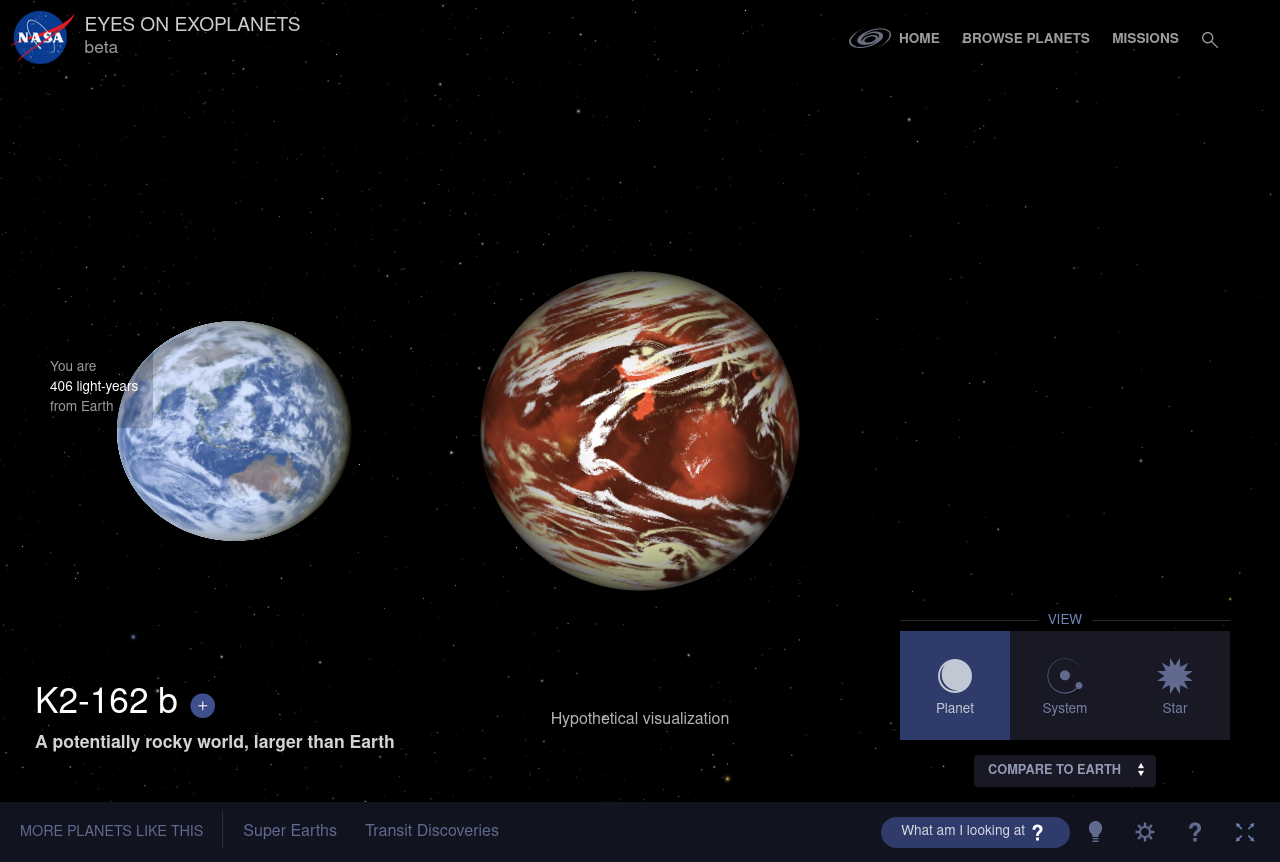 NASA
EYES ON EXOPLANETS
beta
HOME
BROWSE PLANETS
MISSIONS
You are
406 light-years
from Earth
VIEW
Planet
System
Star
K2-162 b +
A potentially rocky world, larger than Earth
Hypothetical visualization
COMPARE TO EARTH
MORE PLANETS LIKE THIS
Super Earths
Transit Discoveries
What am I looking at ?
?